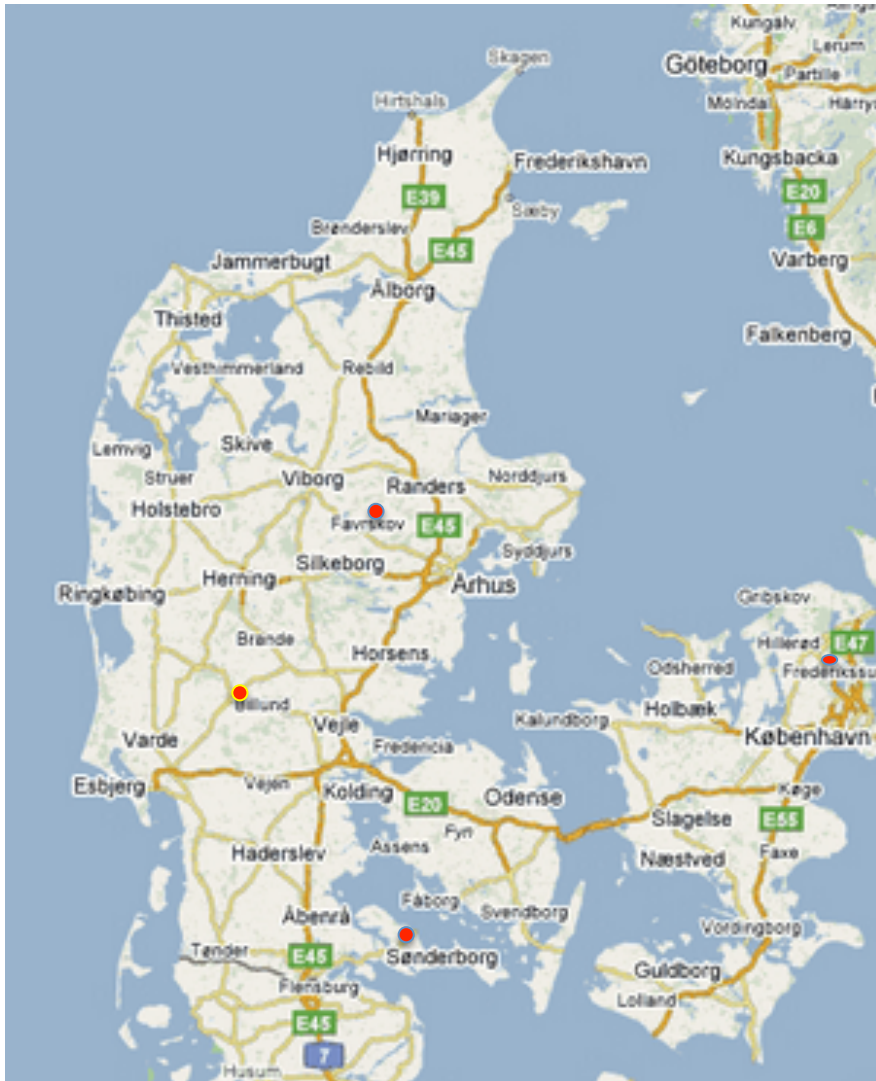 Kungälv
Lerum
Göteborg
Partille
Mölndal
Skagen
Hirtshals
Hjørring
Frederikshavn
Kungsbacka
E39
E20
Sæby
Brønderslev
E6
E45
Jammerbugt
Varberg
Ålborg
Thisted
Falkenberg
Vesthimmerland
Rebild
Mariager
Skive
Lemvig
Struer
Viborg
Norddjurs
Randers
Holstebro
Favrskov
E45
Syddjurs
Silkeborg
Herning
Århus
Ringkøbing
Gribskov
Brande
Hillerød
E47
Horsens
Odsherred
Frederikssu
Billund
Holbæk
Kalundborg
Vejle
Varde
Fredericia
København
Esbjerg
Vejen
Kolding
Odense
Køge
E20
Slagelse
E55
Fyn
Assens
Haderslev
Næstved
Faxe
Fåborg
Svendborg
Åbenrå
Vordingborg
Tønder
E45
Sønderborg
Guldborg
Flensburg
Lolland
E45
7
Husum